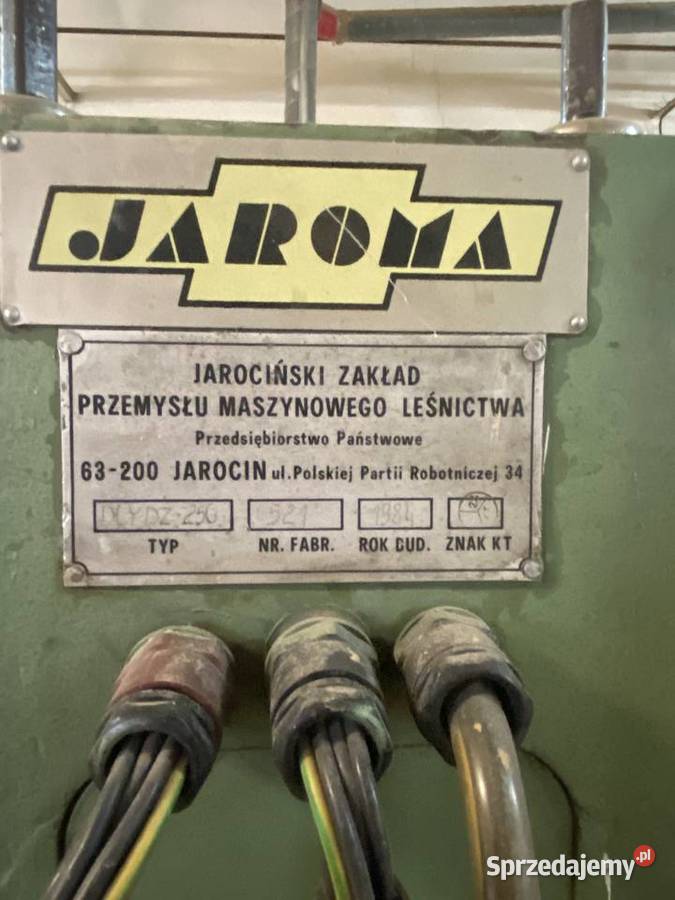 JAROMA
JAROCIŃSKI ZAKŁAD
PRZEMYSŁU MASZYNOWEGO LEŚNICTWA
Przedsiębiorstwo Państwowe
63-200 JAROCIN ul. Polskiej Partii Robotniczej 34
521 1984
TYP NR. FABR. ROK BUD. ZNAK KT
Sprzedajemy.pl